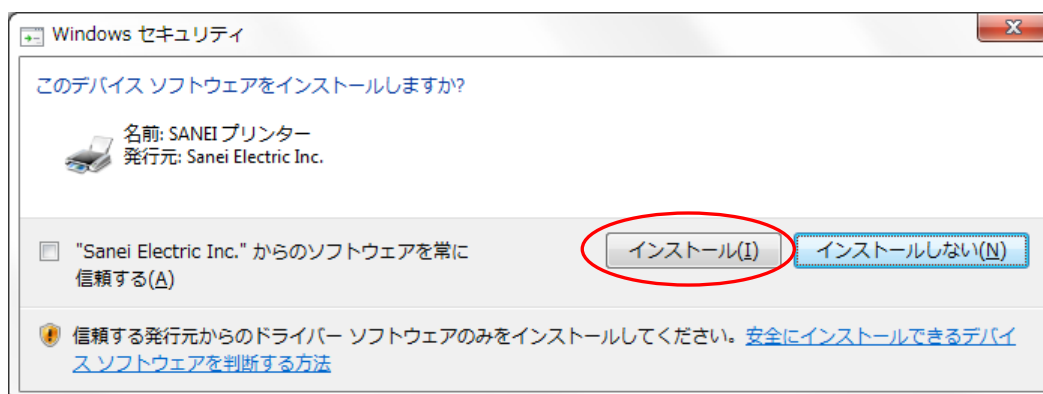 Windows セキュリティ
このデバイス ソフトウェアをインストールしますか?
名前: SANEI プリンター
発行元: Sanei Electric Inc.
"Sanei Electric Inc." からのソフトウェアを常に
信頼する(A)
インストール(I)
インストールしない(N)
信頼する発行元からのドライバー ソフトウェアのみをインストールしてください。安全にインストールできるデバイ
ス ソフトウェアを判断する方法